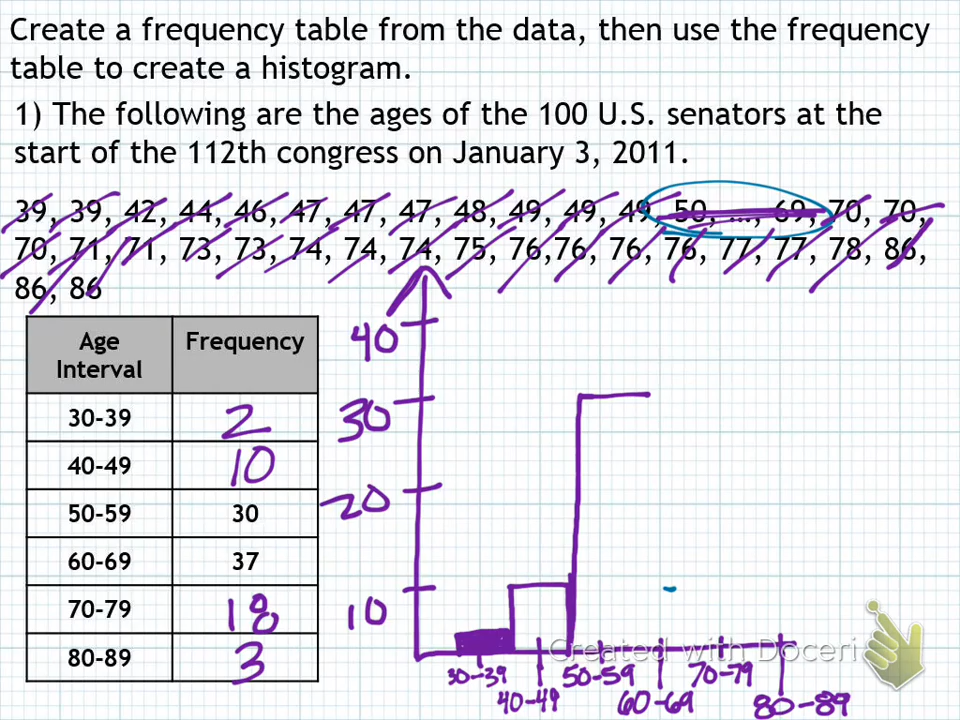 Create a frequency table from the data, then use the frequency
table to create a histogram.
1) The following are the ages of the 100 U.S. senators at the
start of the 112th congress on January 3, 2011.
39, 39, 42, 44, 46, 47, 47, 47, 48, 49, 49, 49, 50, ..., 69, 70, 70,
70, 71, 71, 73, 73, 74, 74, 74, 75, 76,76, 76, 76, 77, 77, 78, 86,
86, 86
Age Interval Frequency
30-39 2
40-49 10
50-59 30
60-69 37
70-79 18
80-89 3
40
30
20
10
30-39 50-59 70-79
40-49 60-69 80-89
Created with Doceri